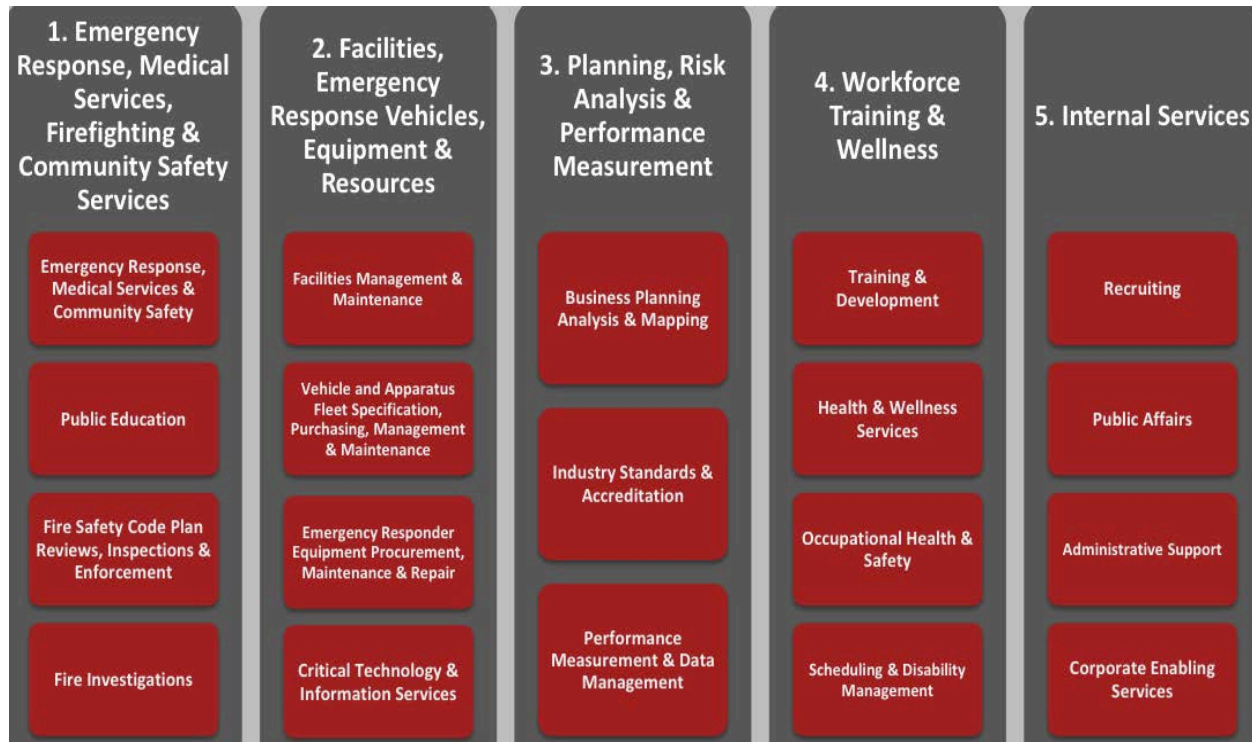 1. Emergency
Response, Medical
Services,
Firefighting &
Community Safety
Services
Emergency Response,
Medical Services &
Community Safety
Public Education
Fire Safety Code Plan
Reviews, Inspections &
Enforcement
Fire Investigations
2. Facilities,
Emergency
Response Vehicles,
Equipment &
Resources
Facilities Management &
Maintenance
Vehicle and Apparatus
Fleet Specification,
Purchasing, Management
& Maintenance
Emergency Responder
Equipment Procurement,
Maintenance & Repair
Critical Technology &
Information Services
3. Planning, Risk
Analysis &
Performance
Measurement
Business Planning
Analysis & Mapping
Industry Standards &
Accreditation
Performance
Measurement & Data
Management
4. Workforce
Training &
Wellness
Training &
Development
Health & Wellness
Services
Occupational Health &
Safety
Scheduling & Disability
Management
5. Internal Services
Recruiting
Public Affairs
Administrative Support
Corporate Enabling
Services